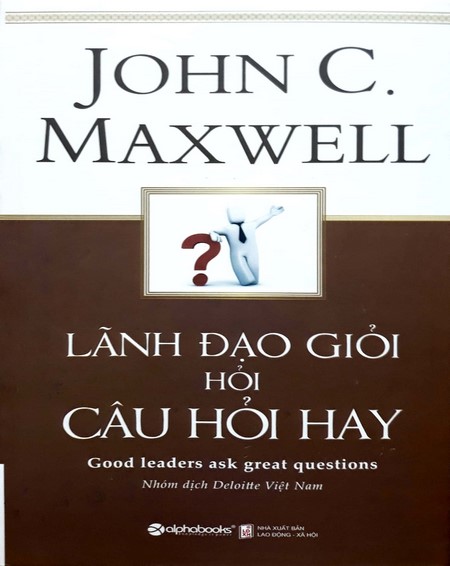 JOHN C.
MAXWELL
?
LÃNH ĐẠO GIỎI
HỎI
CÂU HỎI HAY
Good leaders ask great questions
Nhóm dịch Deloitte Việt Nam
alphabooks®
NHÀ XUẤT BẢN
LAO ĐỘNG - XÃ HỘI